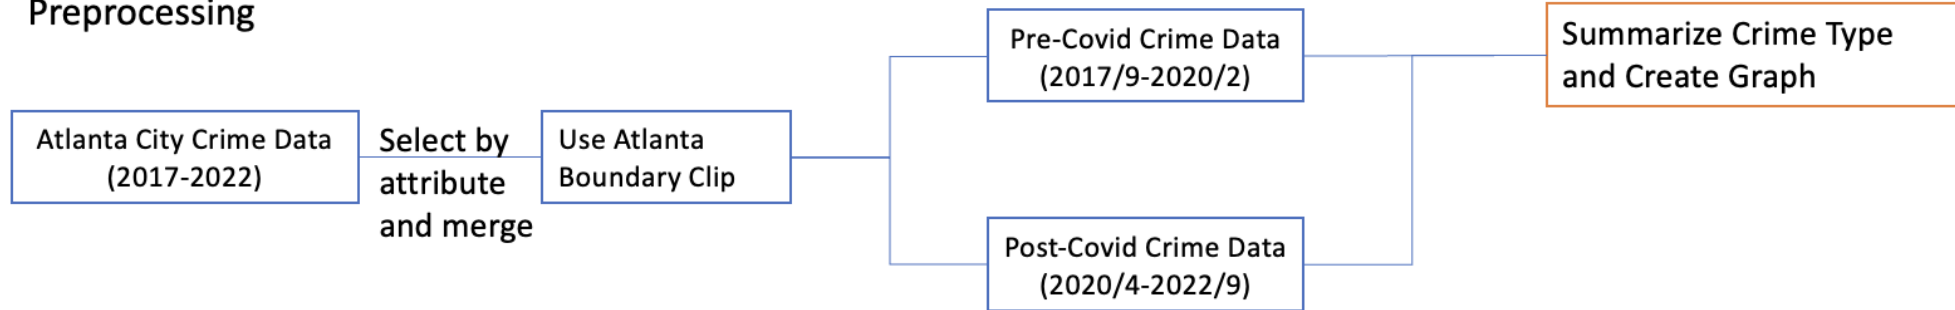 Preprocessing
Atlanta City Crime Data
(2017-2022)
Select by
attribute
and merge
Use Atlanta
Boundary Clip
Pre-Covid Crime Data
(2017/9-2020/2)
Post-Covid Crime Data
(2020/4-2022/9)
Summarize Crime Type
and Create Graph